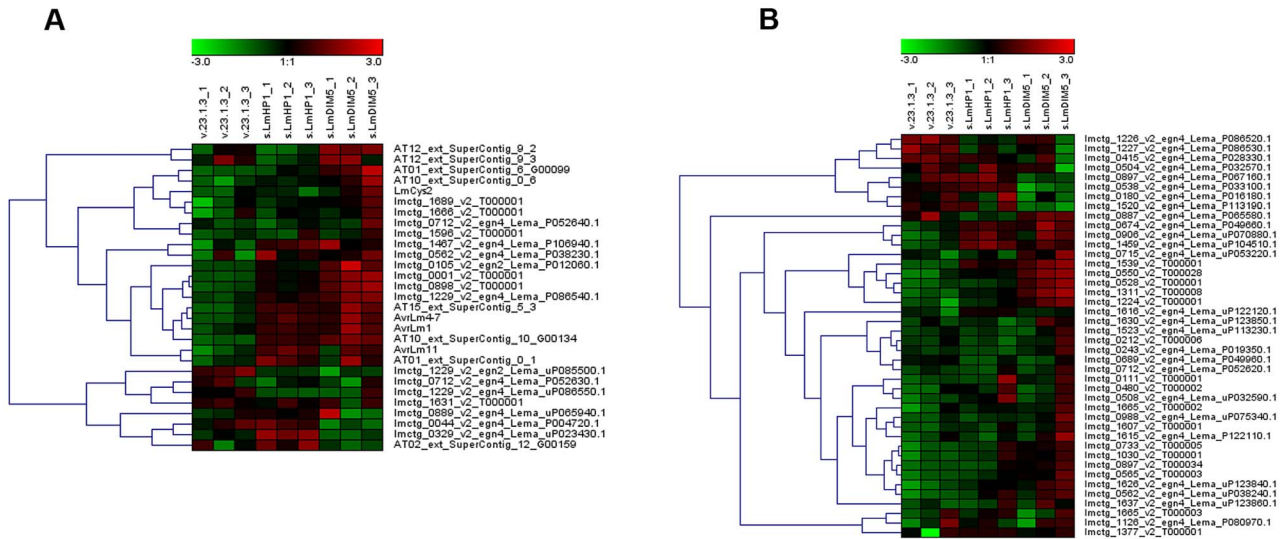 A
-3.0 1:1 3.0
v.23.1.3_1
v.23.1.3_2
v.23.1.3_3
s.LmHP1_1
s.LmHP1_2
s.LmHP1_3
s.LmDIM5_1
s.LmDIM5_2
s.LmDIM5_3
AT12_ext_SuperContig_9_2
AT12_ext_SuperContig_9_3
AT01_ext_SuperContig_6_G00099
AT10_ext_SuperContig_0_6
LmCys2
lmctg_1689_v2_T000001
lmctg_1666_v2_T000001
lmctg_0712_v2_egn4_Lema_P052640.1
lmctg_1596_v2_T000001
lmctg_1467_v2_egn4_Lema_P106940.1
lmctg_0562_v2_egn4_Lema_P038230.1
lmctg_0105_v2_egn2_Lema_P012060.1
lmctg_0001_v2_T000001
lmctg_0898_v2_T000001
lmctg_1229_v2_egn4_Lema_P086540.1
AT15_ext_SuperContig_5_3
AvrLm4-7
AvrLm1
AT10_ext_SuperContig_10_G00134
AvrLm11
AT01_ext_SuperContig_0_1
lmctg_1229_v2_egn2_Lema_uP085500.1
lmctg_0712_v2_egn4_Lema_P052630.1
lmctg_1229_v2_egn4_Lema_uP086550.1
lmctg_1631_v2_T000001
lmctg_0889_v2_egn4_Lema_uP065940.1
lmctg_0044_v2_egn4_Lema_P004720.1
lmctg_0329_v2_egn4_Lema_uP023430.1
AT02_ext_SuperContig_12_G00159
B
-3.0 1:1 3.0
v.23.1.3_1
v.23.1.3_2
v.23.1.3_3
s.LmHP1_1
s.LmHP1_2
s.LmHP1_3
s.LmDIM5_1
s.LmDIM5_2
s.LmDIM5_3
lmctg_1226_v2_egn4_Lema_P086520.1
lmctg_1227_v2_egn4_Lema_P086530.1
lmctg_0415_v2_egn4_Lema_P028330.1
lmctg_0504_v2_egn4_Lema_P032570.1
lmctg_0897_v2_egn4_Lema_P067160.1
lmctg_0538_v2_egn4_Lema_P033100.1
lmctg_0180_v2_egn4_Lema_P016180.1
lmctg_1520_v2_egn4_Lema_P113190.1
lmctg_0887_v2_egn4_Lema_P065580.1
lmctg_0674_v2_egn4_Lema_P049660.1
lmctg_0906_v2_egn4_Lema_uP070880.1
lmctg_1459_v2_egn4_Lema_uP104510.1
lmctg_0715_v2_egn4_Lema_uP053220.1
lmctg_1539_v2_T000001
lmctg_0550_v2_T000028
lmctg_0528_v2_T000001
lmctg_1311_v2_T000008
lmctg_1224_v2_T000001
lmctg_1616_v2_egn4_Lema_uP122120.1
lmctg_1630_v2_egn4_Lema_uP123850.1
lmctg_1523_v2_egn4_Lema_uP113230.1
lmctg_0212_v2_T000006
lmctg_0243_v2_egn4_Lema_P019350.1
lmctg_0689_v2_egn4_Lema_P049960.1
lmctg_0712_v2_egn4_Lema_P052620.1
lmctg_0111_v2_T000001
lmctg_0480_v2_T000002
lmctg_0508_v2_egn4_Lema_uP032590.1
lmctg_1665_v2_T000002
lmctg_0988_v2_egn4_Lema_uP075340.1
lmctg_1607_v2_T000001
lmctg_1615_v2_egn4_Lema_P122110.1
lmctg_0733_v2_T000005
lmctg_1030_v2_T000001
lmctg_0897_v2_T000034
lmctg_0565_v2_T000003
lmctg_1626_v2_egn4_Lema_uP123840.1
lmctg_0562_v2_egn4_Lema_uP038240.1
lmctg_1637_v2_egn4_Lema_uP123860.1
lmctg_1665_v2_T000003
lmctg_1126_v2_egn4_Lema_P080970.1
lmctg_1377_v2_T000001